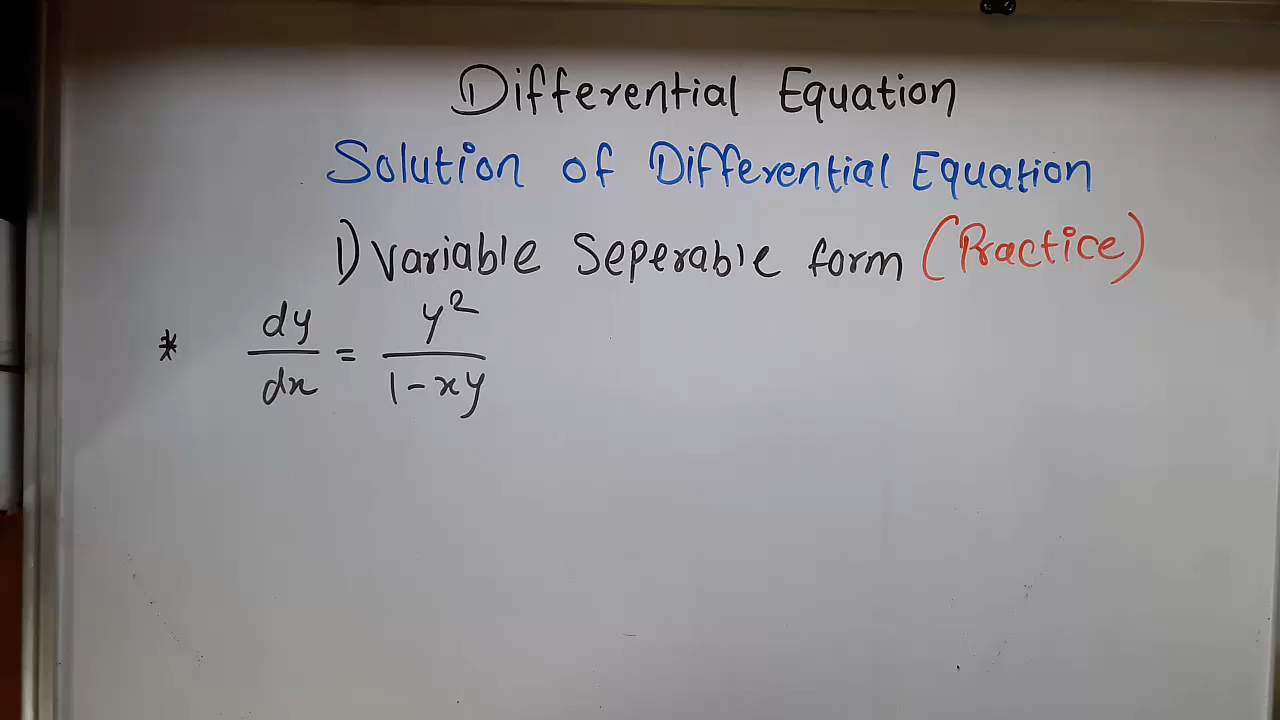 Differential Equation
Solution of Differential Equation
1) Variable Seperable form (Practice)
* dy/dx = y²/1-xy